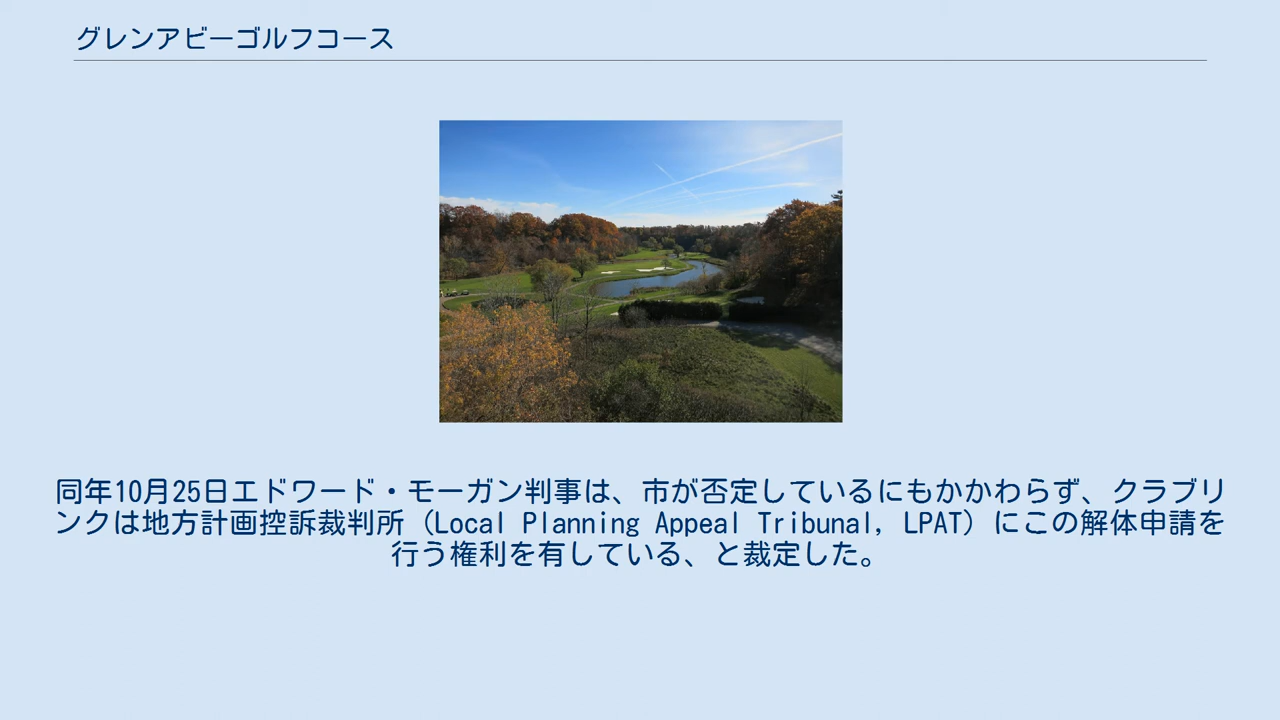 グレンアビーゴルフコース
同年10月25日エドワード・モーガン判事は、市が否定しているにもかかわらず、クラブリ
ンクは地方計画控訴裁判所（Local Planning Appeal Tribunal, LPAT）にこの解体申請を
行う権利を有している、と裁定した。